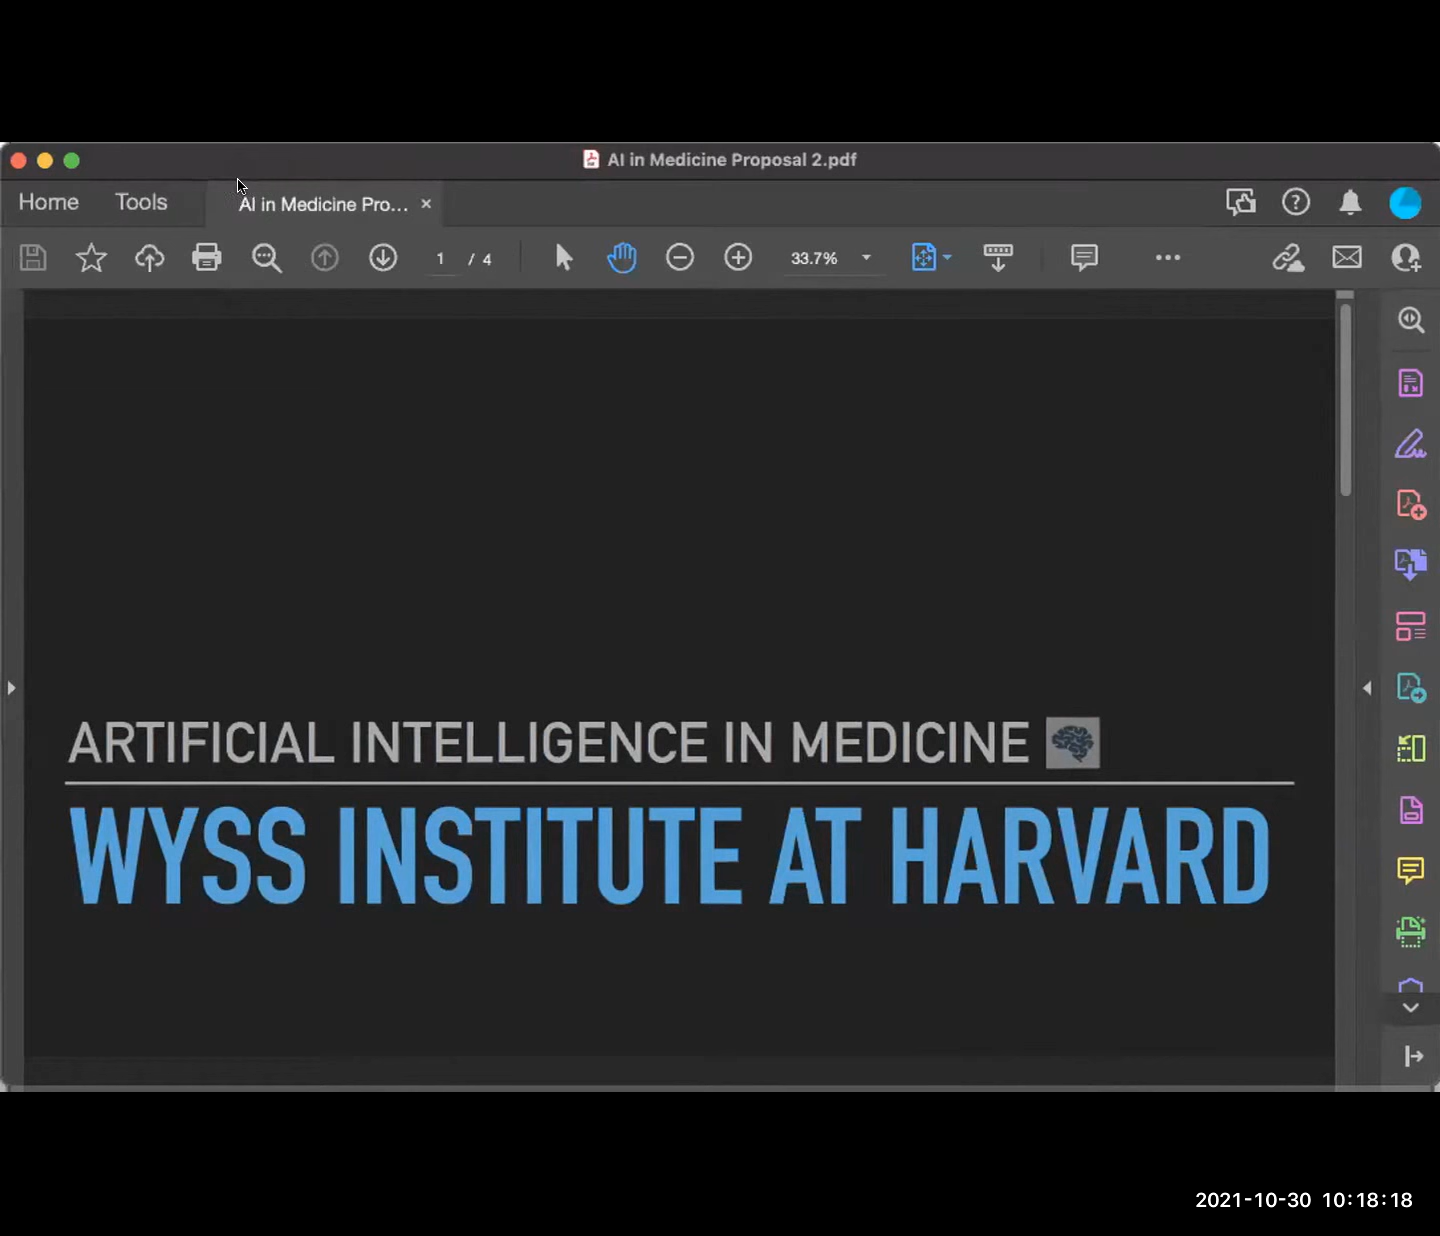 AI in Medicine Proposal 2.pdf
Home
Tools
AI in Medicine Pro... ×
1 / 4
33.7%
ARTIFICIAL INTELLIGENCE IN MEDICINE
WYSS INSTITUTE AT HARVARD
2021-10-30 10:18:18